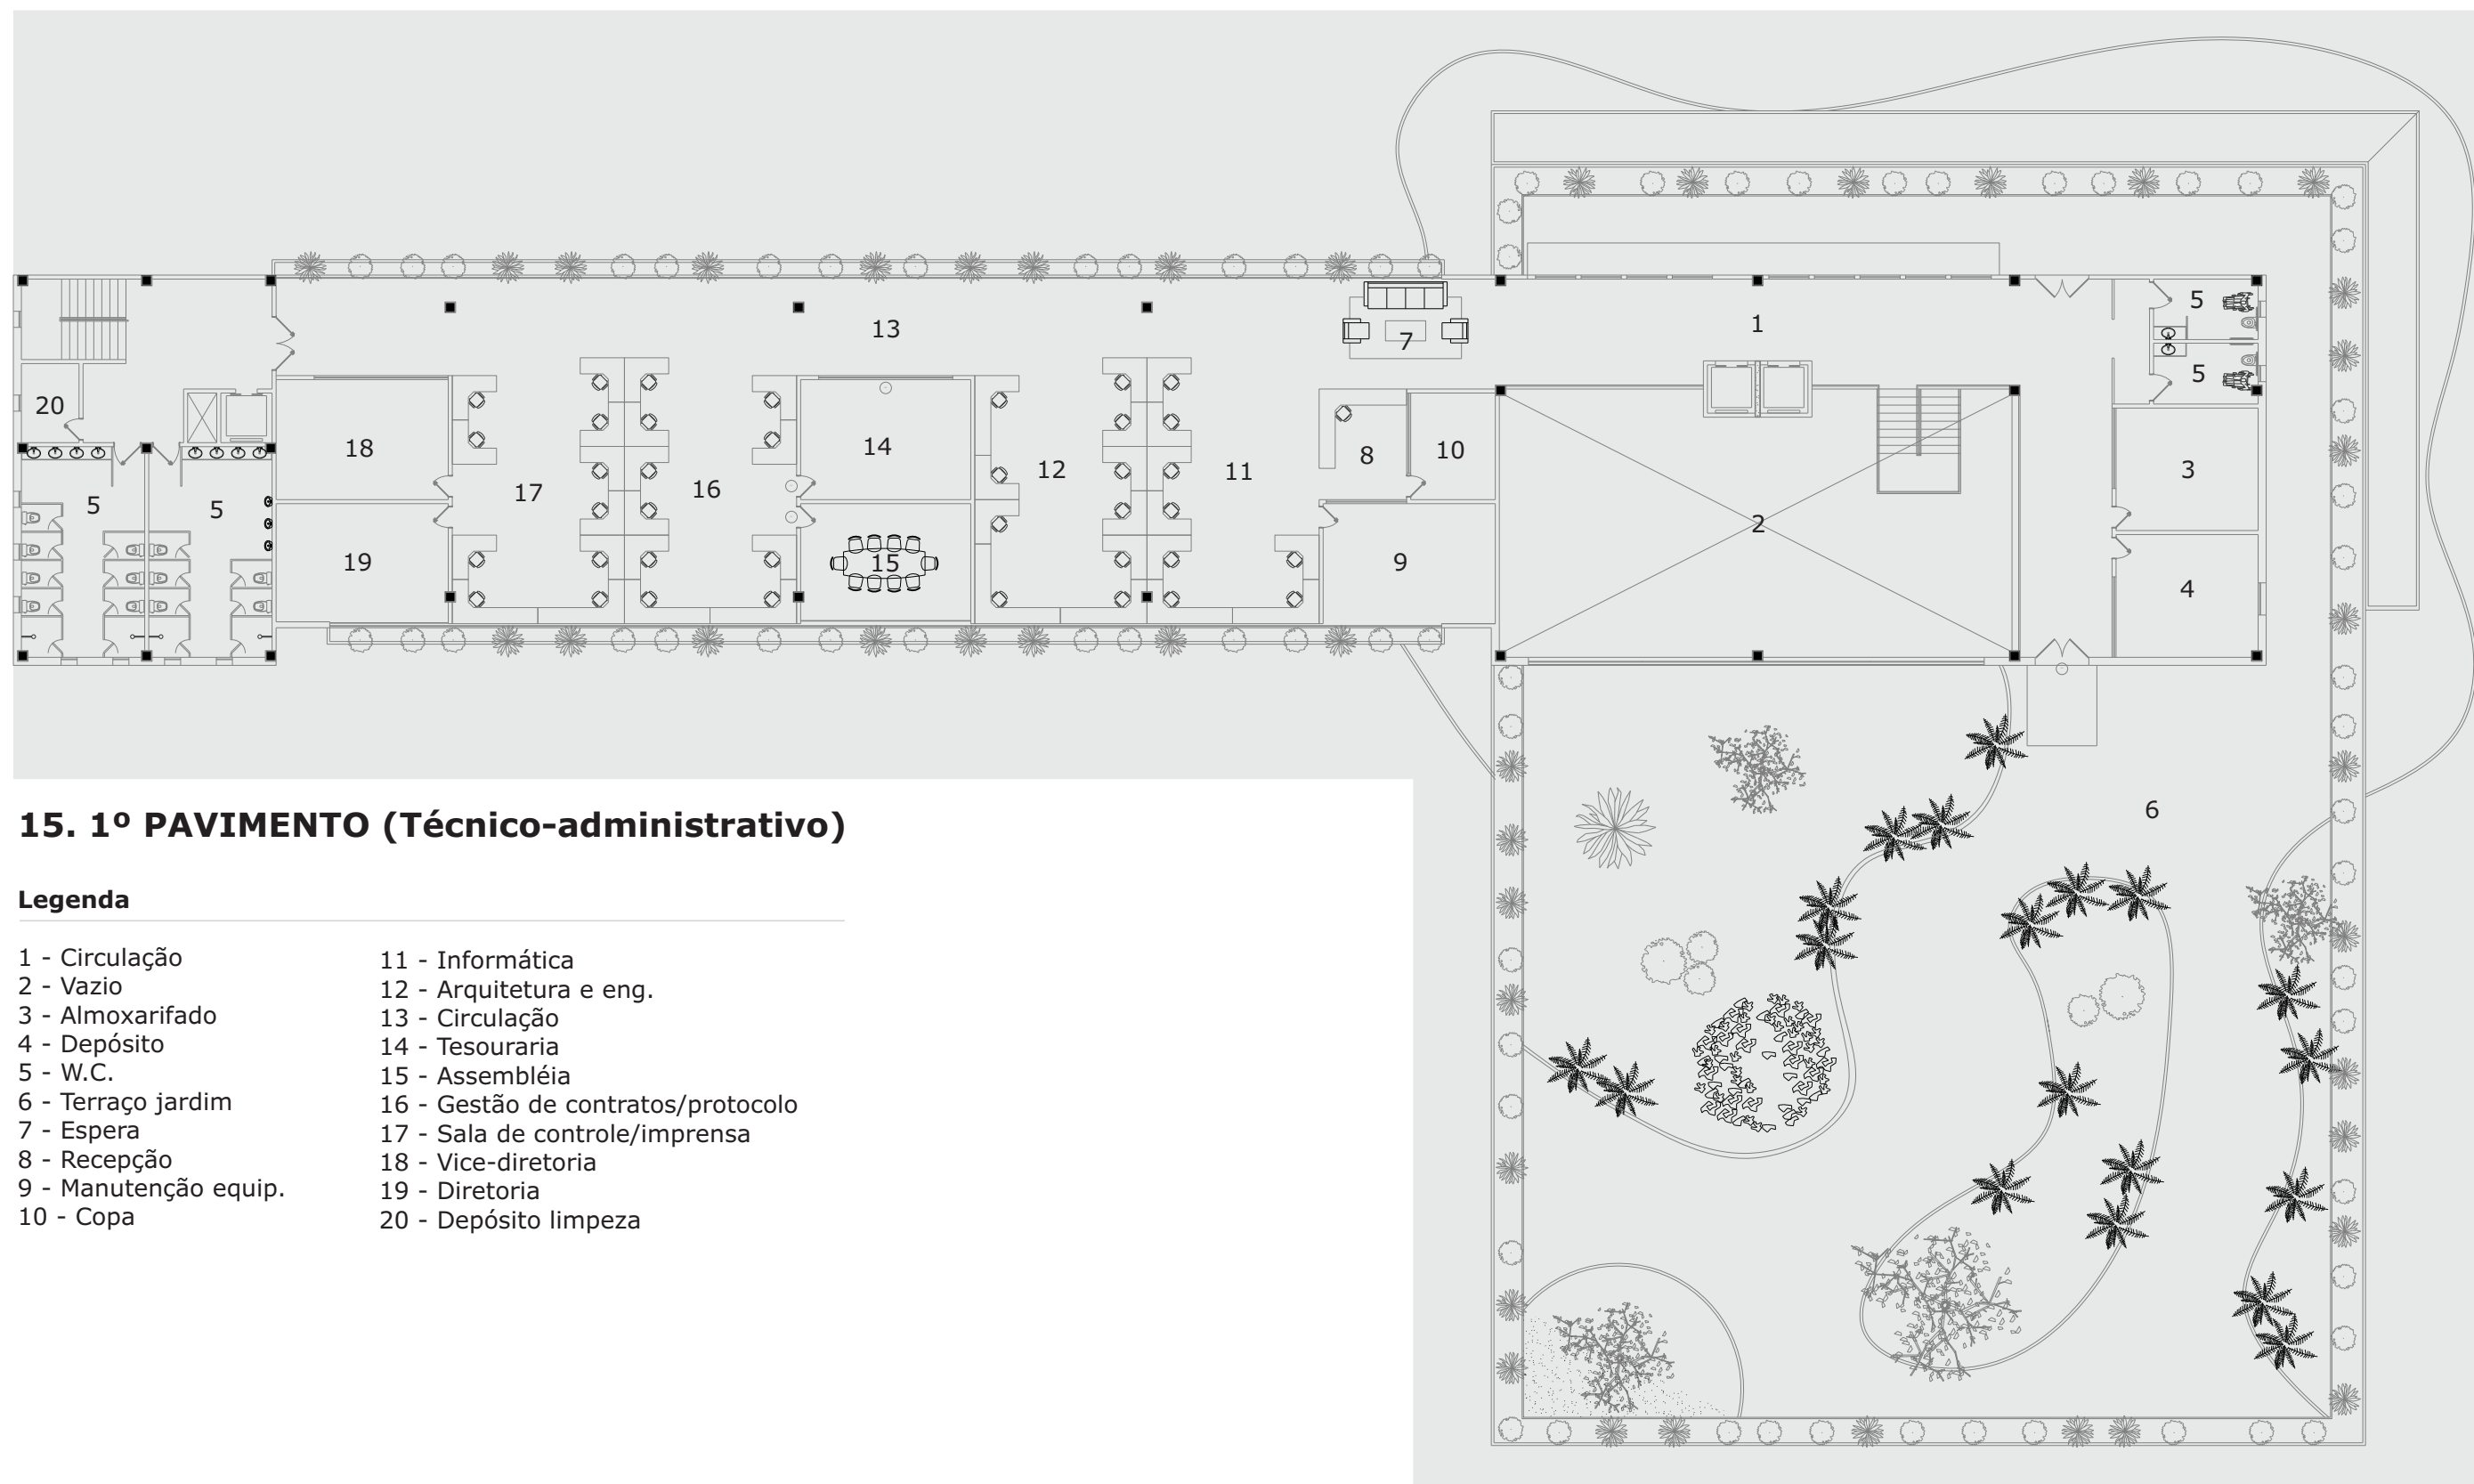 13
1
5
7
5
20
18
14
8
10
12
11
3
17
16
5
5
2
19
15
9
4
6
15. 1º PAVIMENTO (Técnico-administrativo)
Legenda
1 - Circulação
2 - Vazio
3 - Almoxarifado
4 - Depósito
5 - W.C.
6 - Terraço jardim
7 - Espera
8 - Recepção
9 - Manutenção equip.
10 - Copa
11 - Informática
12 - Arquitetura e eng.
13 - Circulação
14 - Tesouraria
15 - Assembléia
16 - Gestão de contratos/protocolo
17 - Sala de controle/imprensa
18 - Vice-diretoria
19 - Diretoria
20 - Depósito limpeza